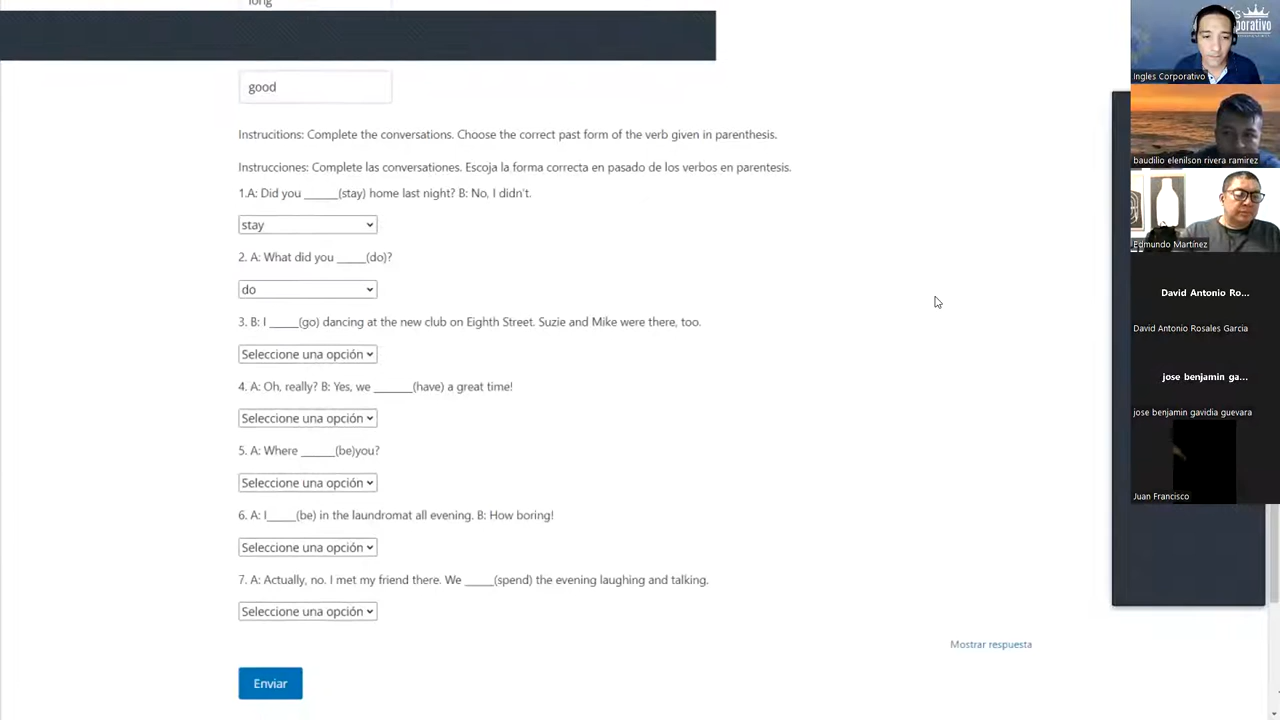 long
good
Instrucitions: Complete the conversations. Choose the correct past form of the verb given in parenthesis.
Instrucciones: Complete las conversationes. Escoja la forma correcta en pasado de los verbos en parentesis.
1.A: Did you ______(stay) home last night? B: No, I didn't.
stay
2. A: What did you _____(do)?
do
3. B: I _____(go) dancing at the new club on Eighth Street. Suzie and Mike were there, too.
Seleccione una opción
4. A: Oh, really? B: Yes, we _______(have) a great time!
Seleccione una opción
5. A: Where ______(be)you?
Seleccione una opción
6. A: I_____(be) in the laundromat all evening. B: How boring!
Seleccione una opción
7. A: Actually, no. I met my friend there. We _____(spend) the evening laughing and talking.
Seleccione una opción
Mostrar respuesta
Enviar
Ingles Corporativo
baudilio elenilson rivera ramirez
Edmundo Martínez
David Antonio Ro...
David Antonio Rosales Garcia
jose benjamin ga...
jose benjamin gavidia guevara
Juan Francisco